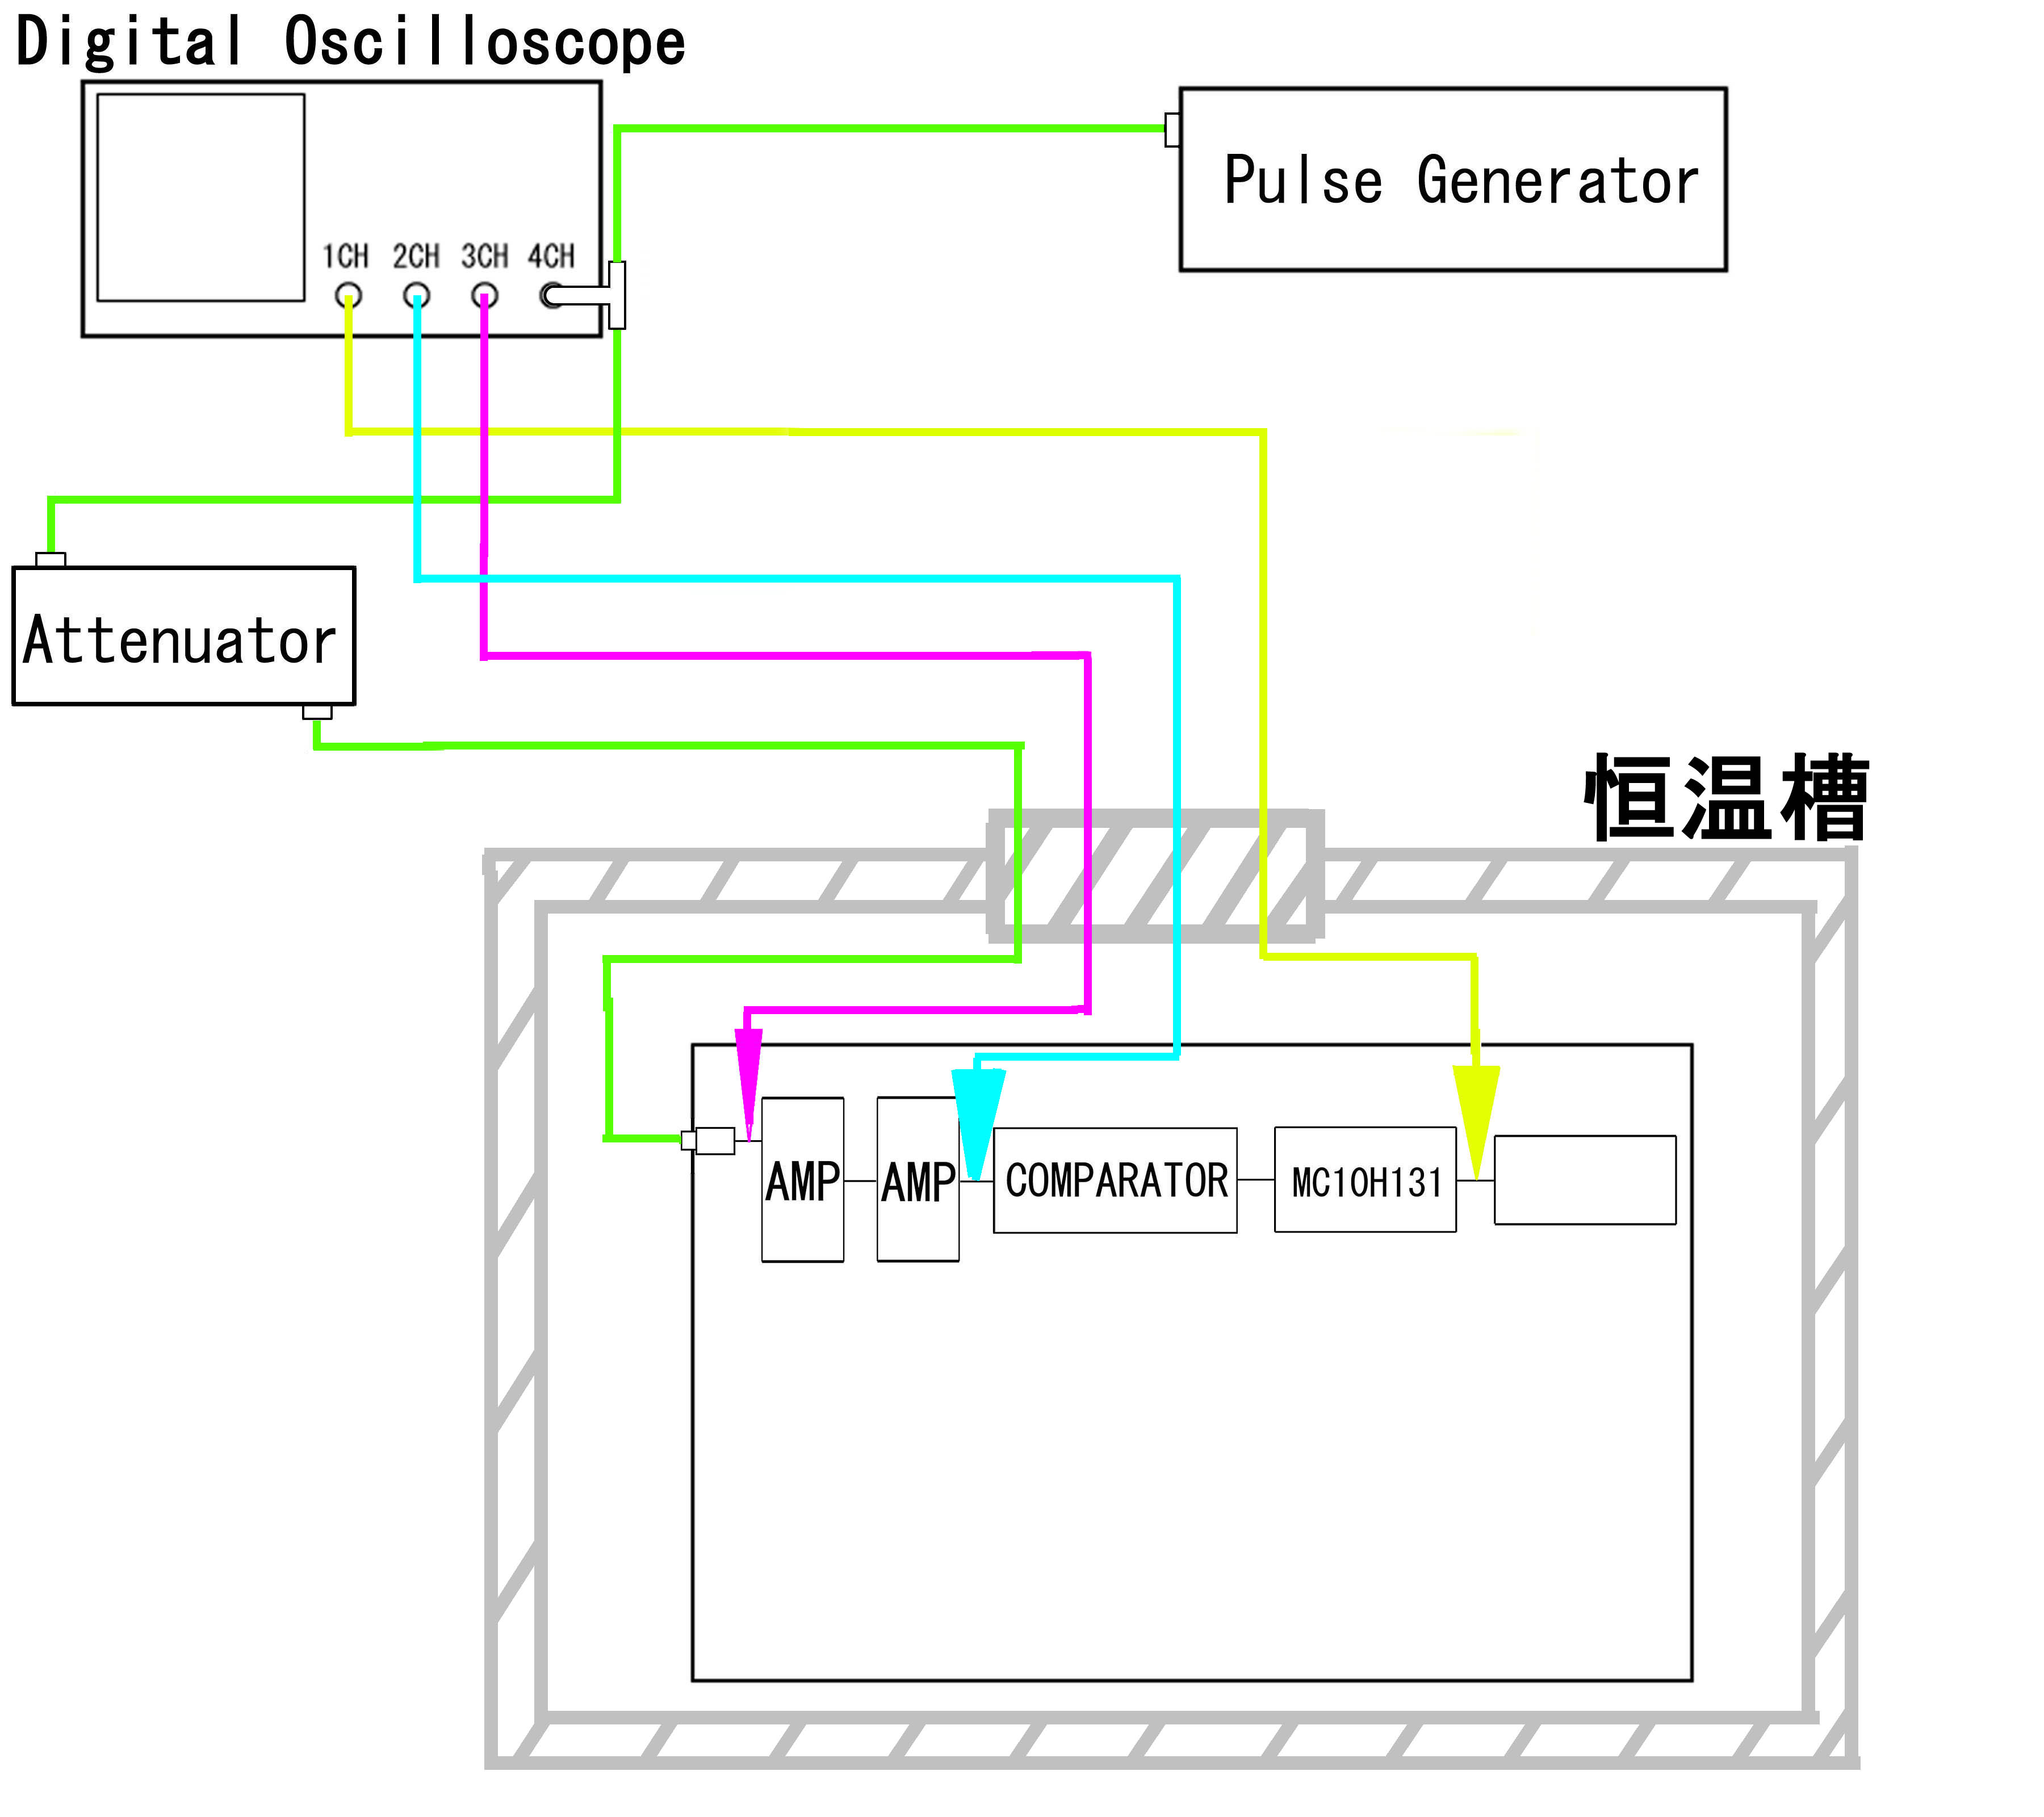 Digital Oscilloscope
Pulse Generator
1CH 2CH 3CH 4CH
Attenuator
恒温槽
AMP
AMP
COMPARATOR
MC10H131